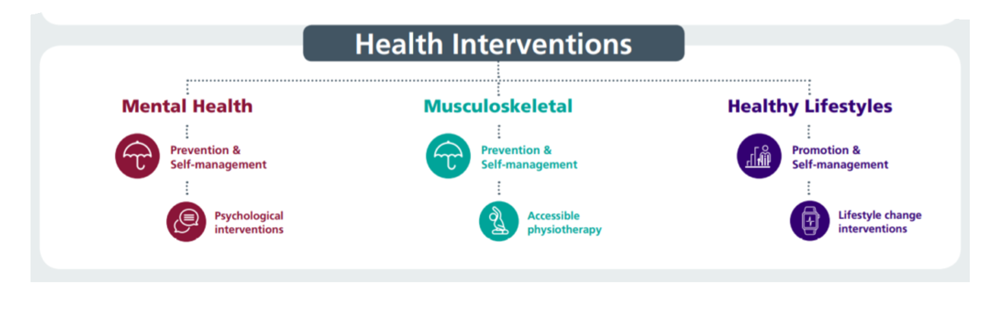 Health Interventions
Mental Health
Prevention &
Self-management
Psychological
interventions
Musculoskeletal
Prevention &
Self-management
Accessible
physiotherapy
Healthy Lifestyles
Promotion &
Self-management
Lifestyle change
interventions